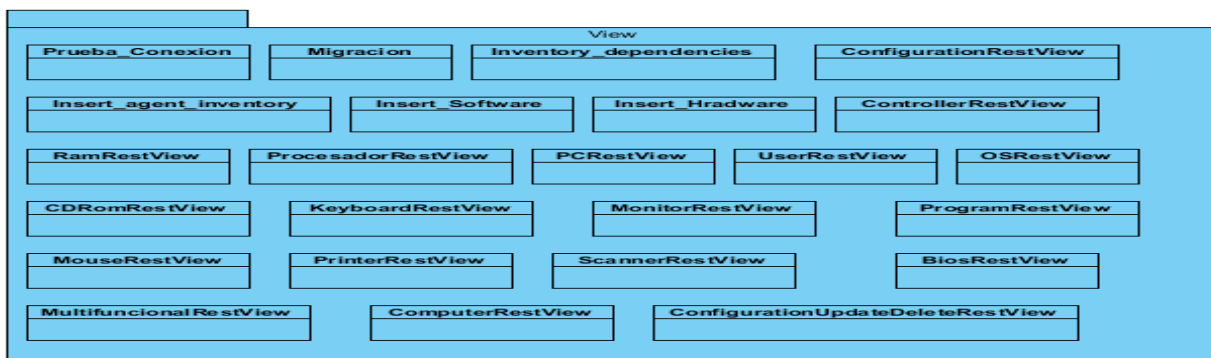 View
Prueba_Conexion Migracion Inventory_dependencies ConfigurationRestView
Insert_agent_inventory Insert_Software Insert_Hradware ControllerRestView
RamRestView ProcesadorRestView PCRestView UserRestView OSRestView
CDRomRestView KeyboardRestView MonitorRestView ProgramRestView
MouseRestView PrinterRestView ScannerRestView BiosRestView
MultifuncionalRestView ComputerRestView ConfigurationUpdateDeleteRestView